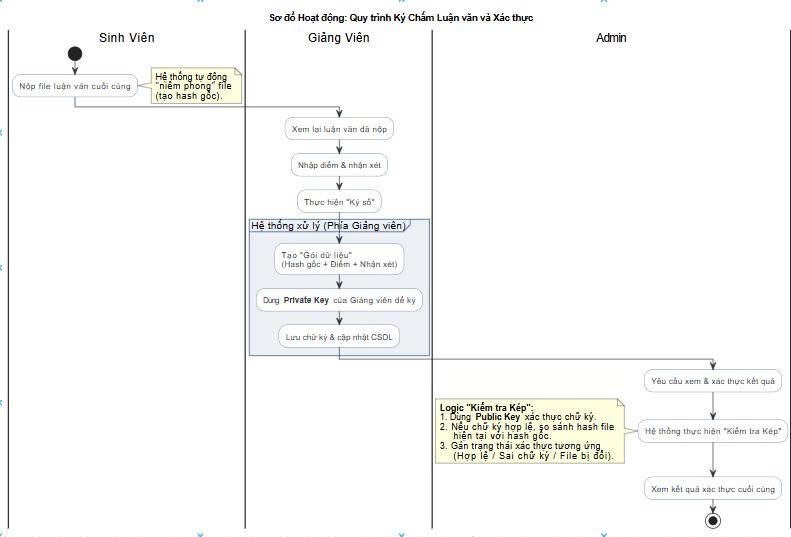 Sơ đồ Hoạt động: Quy trình Ký Chấm Luận văn và Xác thực
Sinh Viên
Giảng Viên
Admin
Nộp file luận văn cuối cùng
Hệ thống tự động
"niêm phong" file
(tạo hash gốc).
Xem lại luận văn đã nộp
Nhập điểm & nhận xét
Thực hiện "Ký số"
Hệ thống xử lý (Phía Giảng viên)
Tạo "Gói dữ liệu"
(Hash gốc + Điểm + Nhận xét)
Dùng Private Key của Giảng viên để ký
Lưu chữ ký & cập nhật CSDL
Yêu cầu xem & xác thực kết quả
Logic "Kiểm tra Kép":
1. Dùng Public Key xác thực chữ ký.
2. Nếu chữ ký hợp lệ, so sánh hash file
hiện tại với hash gốc.
3. Gán trạng thái xác thực tương ứng
(Hợp lệ / Sai chữ ký / File bị đổi).
Hệ thống thực hiện "Kiểm tra Kép"
Xem kết quả xác thực cuối cùng